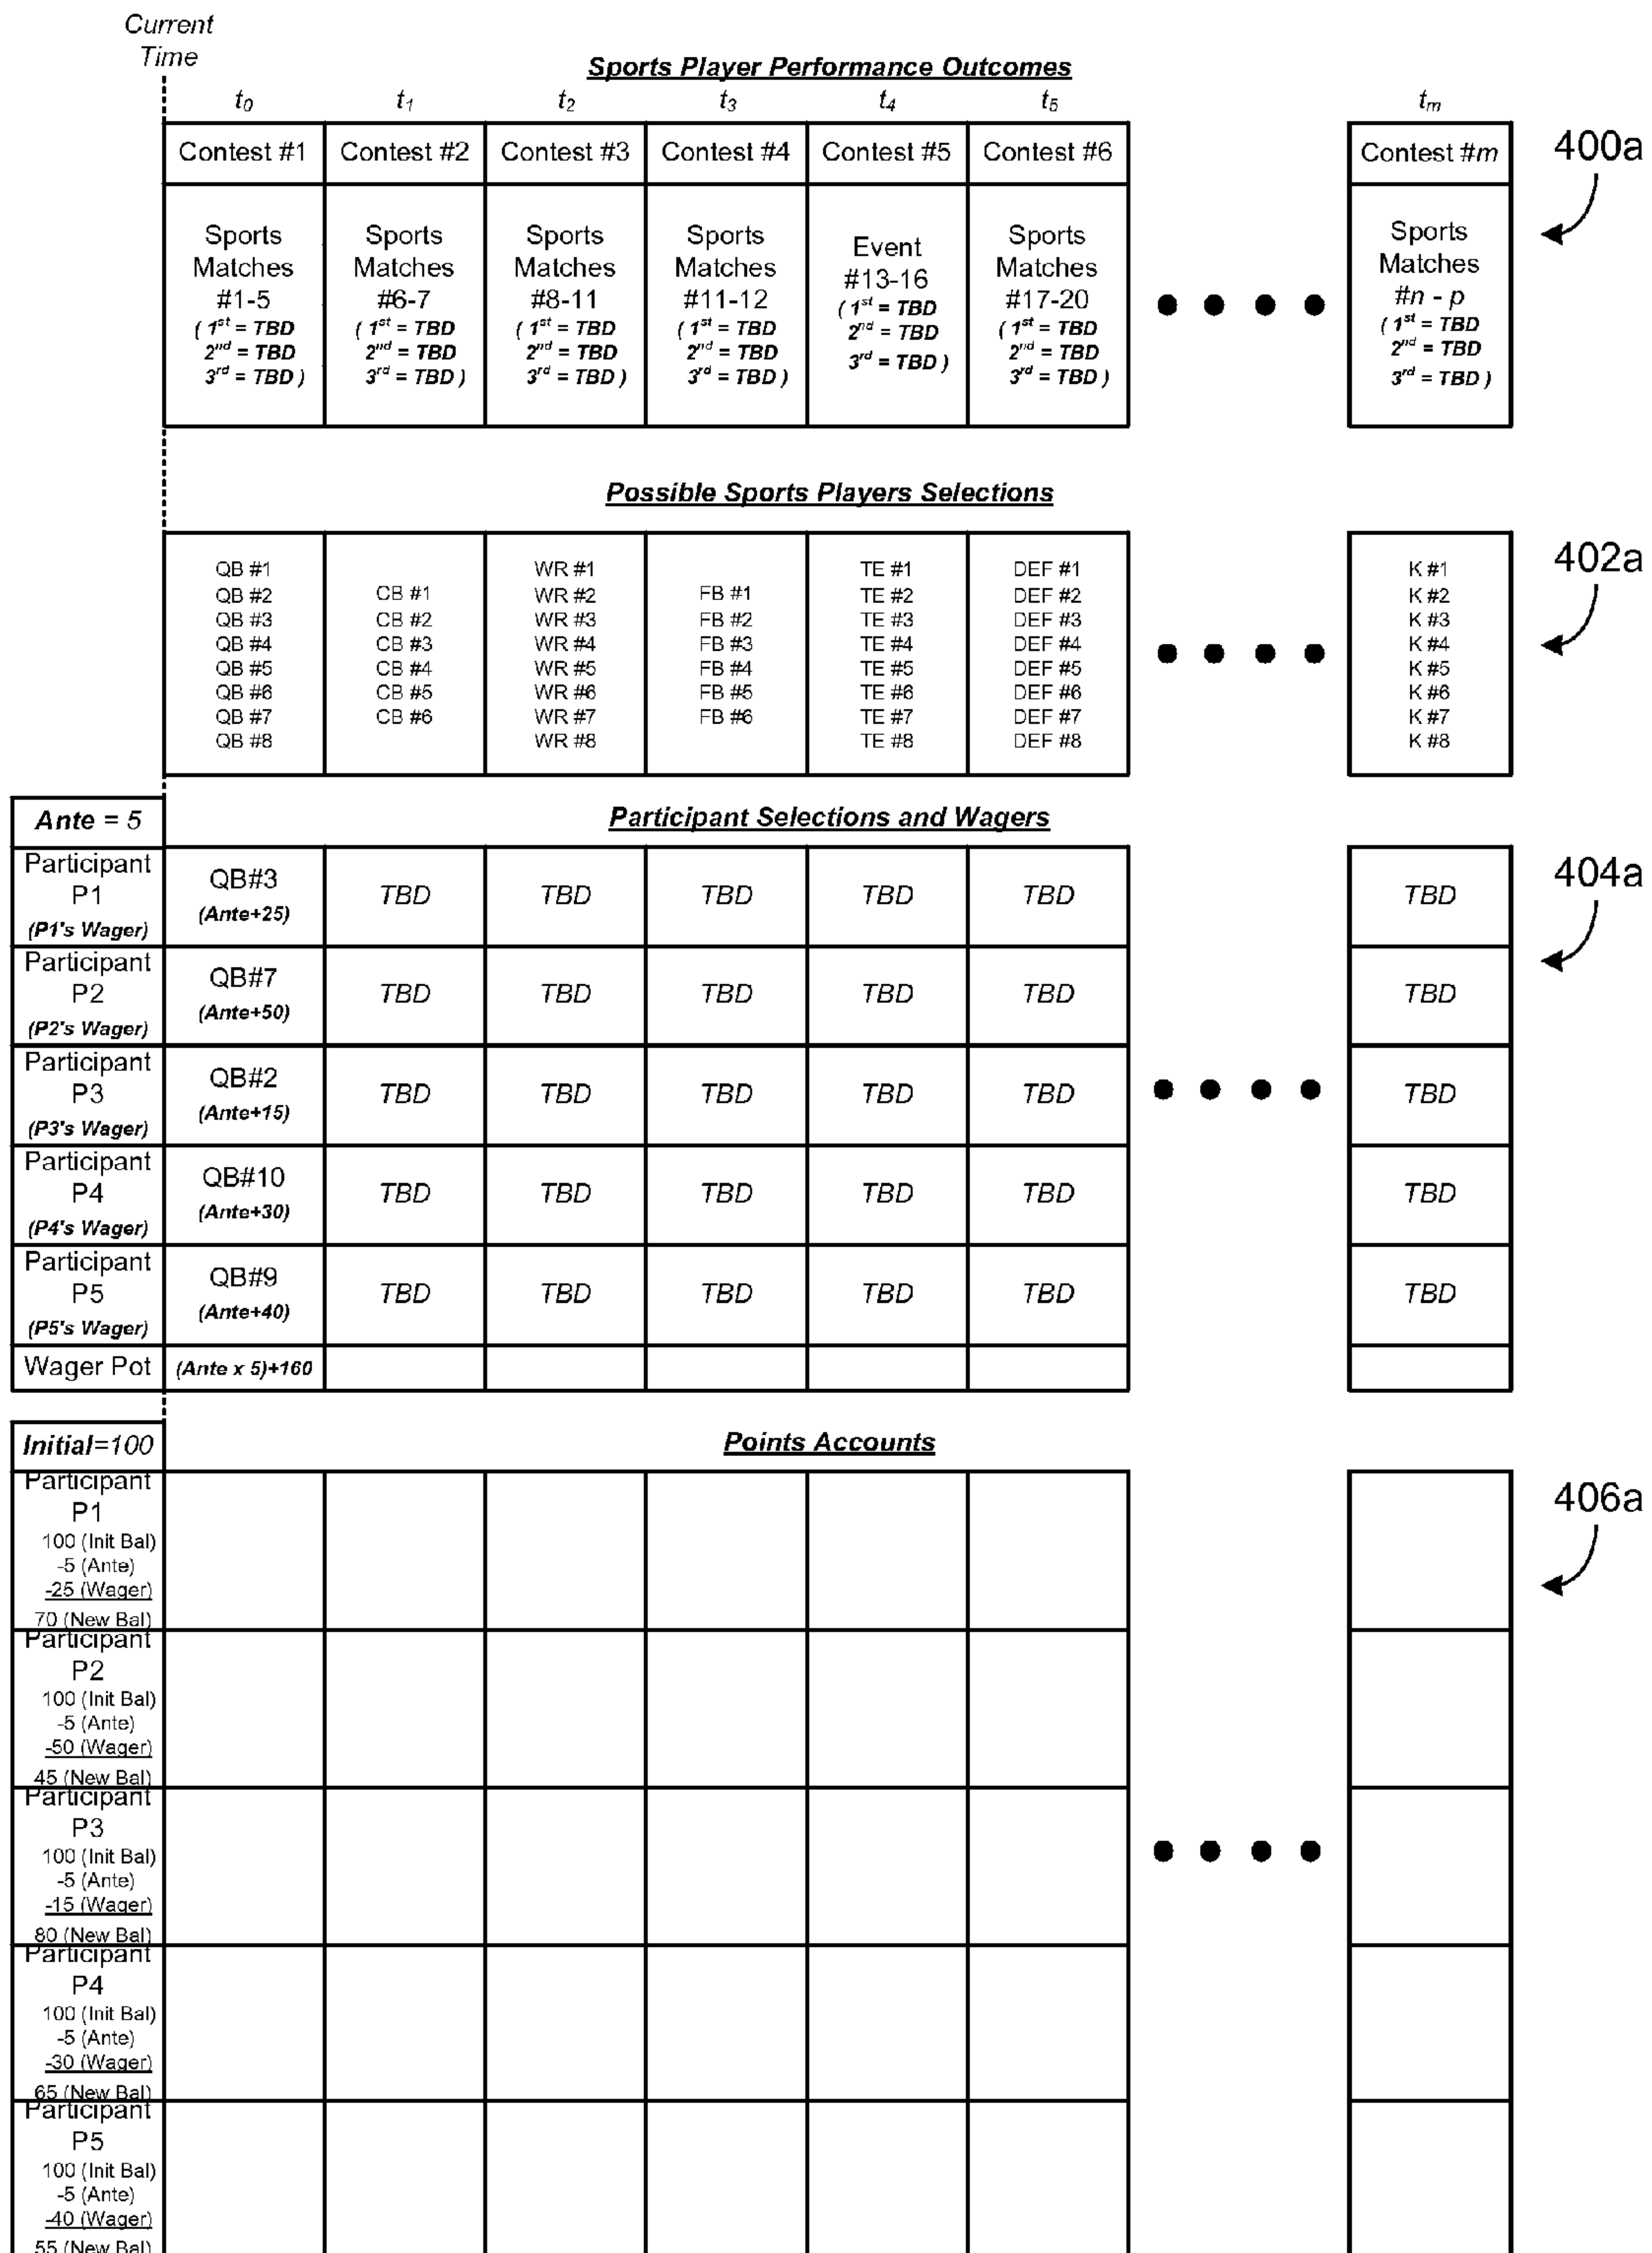 Current
Time
Sports Player Performance Outcomes
t0 t1 t2 t3 t4 t5 tm
Contest #1 Contest #2 Contest #3 Contest #4 Contest #5 Contest #6 Contest #m
400a
Sports Matches #1-5 ( 1st = TBD 2nd = TBD 3rd = TBD )
Sports Matches #6-7 ( 1st = TBD 2nd = TBD 3rd = TBD )
Sports Matches #8-11 ( 1st = TBD 2nd = TBD 3rd = TBD )
Sports Matches #11-12 ( 1st = TBD 2nd = TBD 3rd = TBD )
Event #13-16 ( 1st = TBD 2nd = TBD 3rd = TBD )
Sports Matches #17-20 ( 1st = TBD 2nd = TBD 3rd = TBD )
Sports Matches #n - p ( 1st = TBD 2nd = TBD 3rd = TBD )
Possible Sports Players Selections
402a
QB #1 WR #1 TE #1 DEF #1 K #1
QB #2 CB #1 WR #2 FB #1 TE #2 DEF #2 K #2
QB #3 CB #2 WR #3 FB #2 TE #3 DEF #3 K #3
QB #4 CB #3 WR #4 FB #3 TE #4 DEF #4 K #4
QB #5 CB #4 WR #5 FB #4 TE #5 DEF #5 K #5
QB #6 CB #5 WR #6 FB #5 TE #6 DEF #6 K #6
QB #7 CB #6 WR #7 FB #6 TE #7 DEF #7 K #7
QB #8 WR #8 TE #8 DEF #8 K #8
Ante = 5
Participant Selections and Wagers
404a
Participant
P1
(P1's Wager)
QB#3
(Ante+25)
TBD TBD TBD TBD TBD TBD
Participant
P2
(P2's Wager)
QB#7
(Ante+50)
TBD TBD TBD TBD TBD TBD
Participant
P3
(P3's Wager)
QB#2
(Ante+15)
TBD TBD TBD TBD TBD TBD
Participant
P4
(P4's Wager)
QB#10
(Ante+30)
TBD TBD TBD TBD TBD TBD
Participant
P5
(P5's Wager)
QB#9
(Ante+40)
TBD TBD TBD TBD TBD TBD
Wager Pot (Ante x 5)+160
Initial=100
Points Accounts
406a
Participant
P1
100 (Init Bal)
-5 (Ante)
-25 (Wager)
70 (New Bal)
Participant
P2
100 (Init Bal)
-5 (Ante)
-50 (Wager)
45 (New Bal)
Participant
P3
100 (Init Bal)
-5 (Ante)
-15 (Wager)
80 (New Bal)
Participant
P4
100 (Init Bal)
-5 (Ante)
-30 (Wager)
65 (New Bal)
Participant
P5
100 (Init Bal)
-5 (Ante)
-40 (Wager)
55 (New Bal)